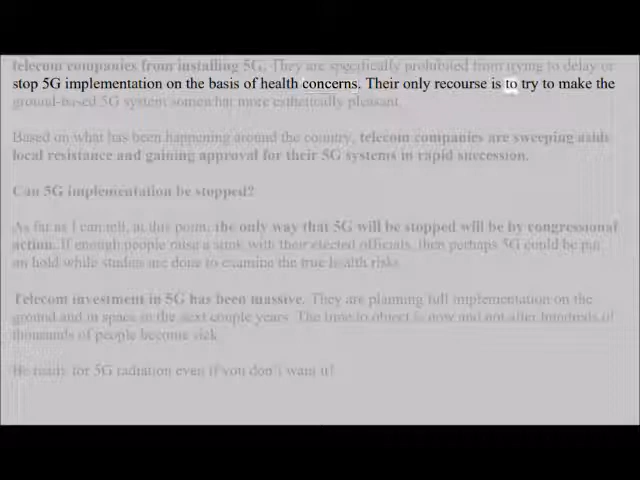 telecom companies from installing 5G. They are specifically prohibited from trying to delay or
stop 5G implementation on the basis of health concerns. Their only recourse is to try to make the
ground-based 5G system somewhat more esthetically pleasant.
Based on what has been happening around the country, telecom companies are sweeping aside
local resistance and gaining approval for their 5G systems in rapid succession.
Can 5G implementation be stopped?
As far as I can tell, at this point, the only way that 5G will be stopped will be by congressional
action. If enough people raise a stink with their elected officials, then perhaps 5G could be put
on hold while studies are done to examine the true health risks.
Telecom investment in 5G has been massive. They are planning full implementation on the
ground and in space in the next couple years. The time to object is now and not after hundreds of
thousands of people become sick.
Be ready for 5G radiation even if you don't want it!